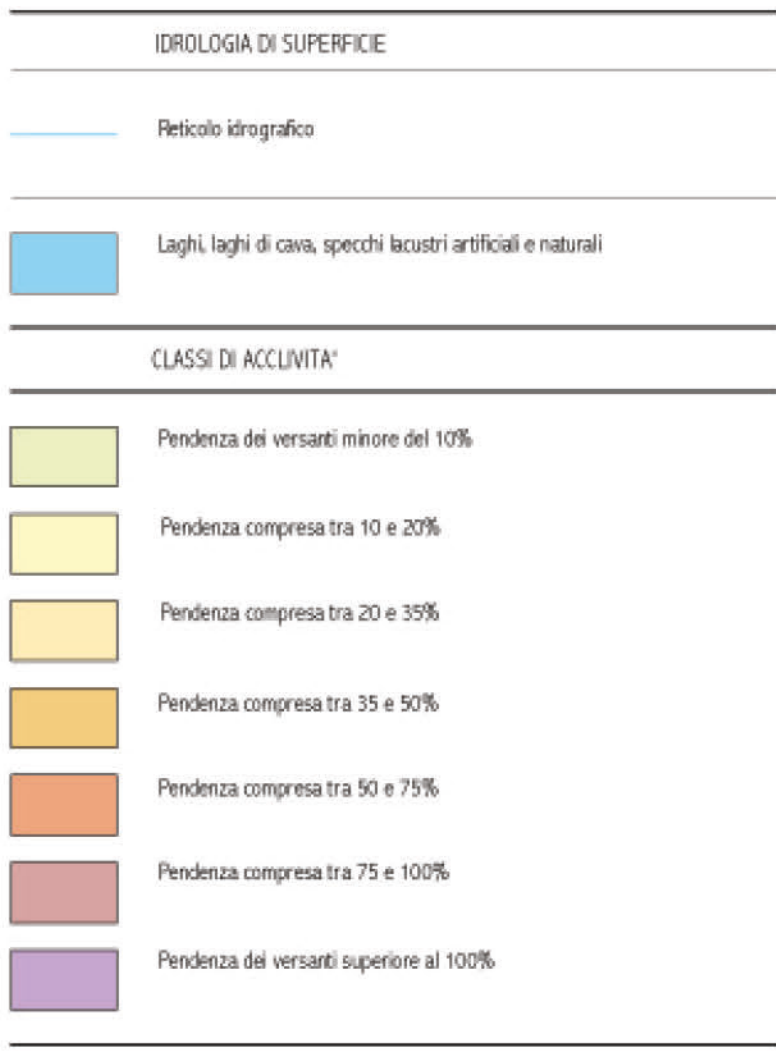 IDROLOGIA DI SUPERFICIE
Reticolo idrografico
Laghi, laghi di cava, specchi lacustri artificiali e naturali
CLASSI DI ACCLIVITA'
Pendenza dei versanti minore del 10%
Pendenza compresa tra 10 e 20%
Pendenza compresa tra 20 e 35%
Pendenza compresa tra 35 e 50%
Pendenza compresa tra 50 e 75%
Pendenza compresa tra 75 e 100%
Pendenza dei versanti superiore al 100%